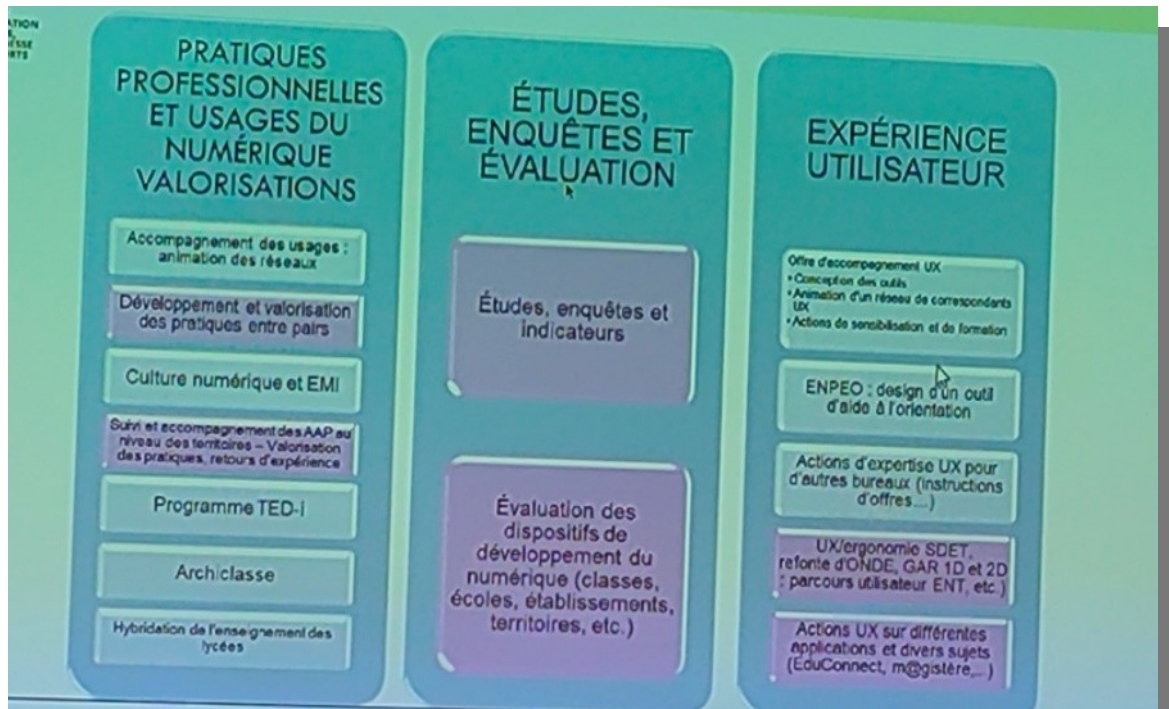 ATION
ESSE
RTS
PRATIQUES
PROFESSIONNELLES
ET USAGES DU
NUMÉRIQUE
VALORISATIONS
Accompagnement des usages :
animation des réseaux
Développement et valorisation
des pratiques entre pairs
Culture numérique et EMI
Suivi et accompagnement des AAP au
niveau des territoires – Valorisation
des pratiques, retours d'expérience
Programme TED-i
Archiclasse
Hybridation de l'enseignement des
lycées
ÉTUDES,
ENQUÊTES ET
ÉVALUATION
Études, enquêtes et
indicateurs
Évaluation des
dispositifs de
développement du
numérique (classes,
écoles, établissements,
territoires, etc.)
EXPÉRIENCE
UTILISATEUR
Offre d'accompagnement UX
• Conception des outils
• Animation d'un réseau de correspondants
UX
• Actions de sensibilisation et de formation
ENPEO : design d'un outil
d'aide à l'orientation
Actions d'expertise UX pour
d'autres bureaux (instructions
d'offres...)
UX/ergonomie SDET,
refonte d'ONDE, GAR 1D et 2D
: parcours utilisateur ENT, etc.)
Actions UX sur différentes
applications et divers sujets
(EduConnect, m@gistère,...)